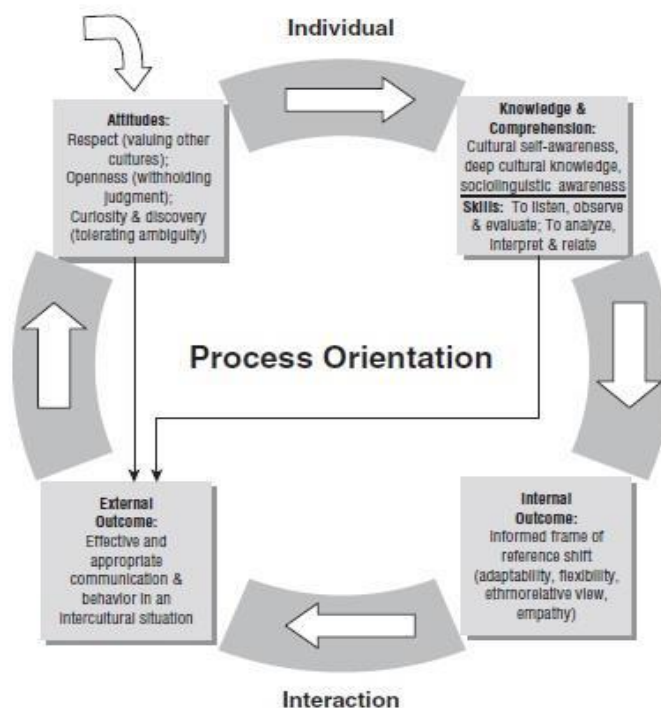 Individual
Attitudes:
Respect (valuing other
cultures);
Openness (withholding
judgment);
Curiosity & discovery
(tolerating ambiguity)
Knowledge &
Comprehension:
Cultural self-awareness,
deep cultural knowledge,
sociolinguistic awareness
Skills: To listen, observe
& evaluate; To analyze,
interpret & relate
Process Orientation
External
Outcome:
Effective and
appropriate
communication &
behavior in an
intercultural situation
Internal
Outcome:
Informed frame of
reference shift
(adaptability, flexibility,
ethrnorelative view,
empathy)
Interaction